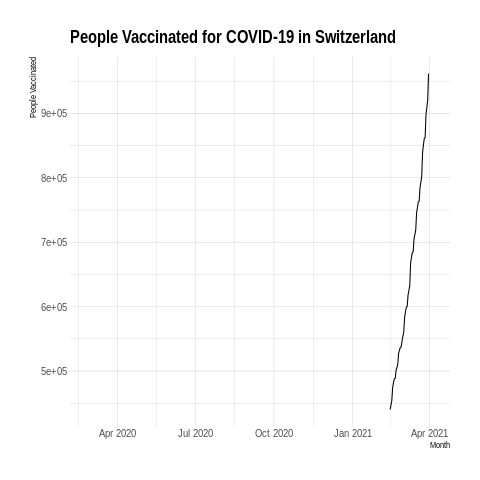 People Vaccinated for COVID-19 in Switzerland
People Vaccinated
9e+05
8e+05
7e+05
6e+05
5e+05
Apr 2020 Jul 2020 Oct 2020 Jan 2021 Apr 2021
Month